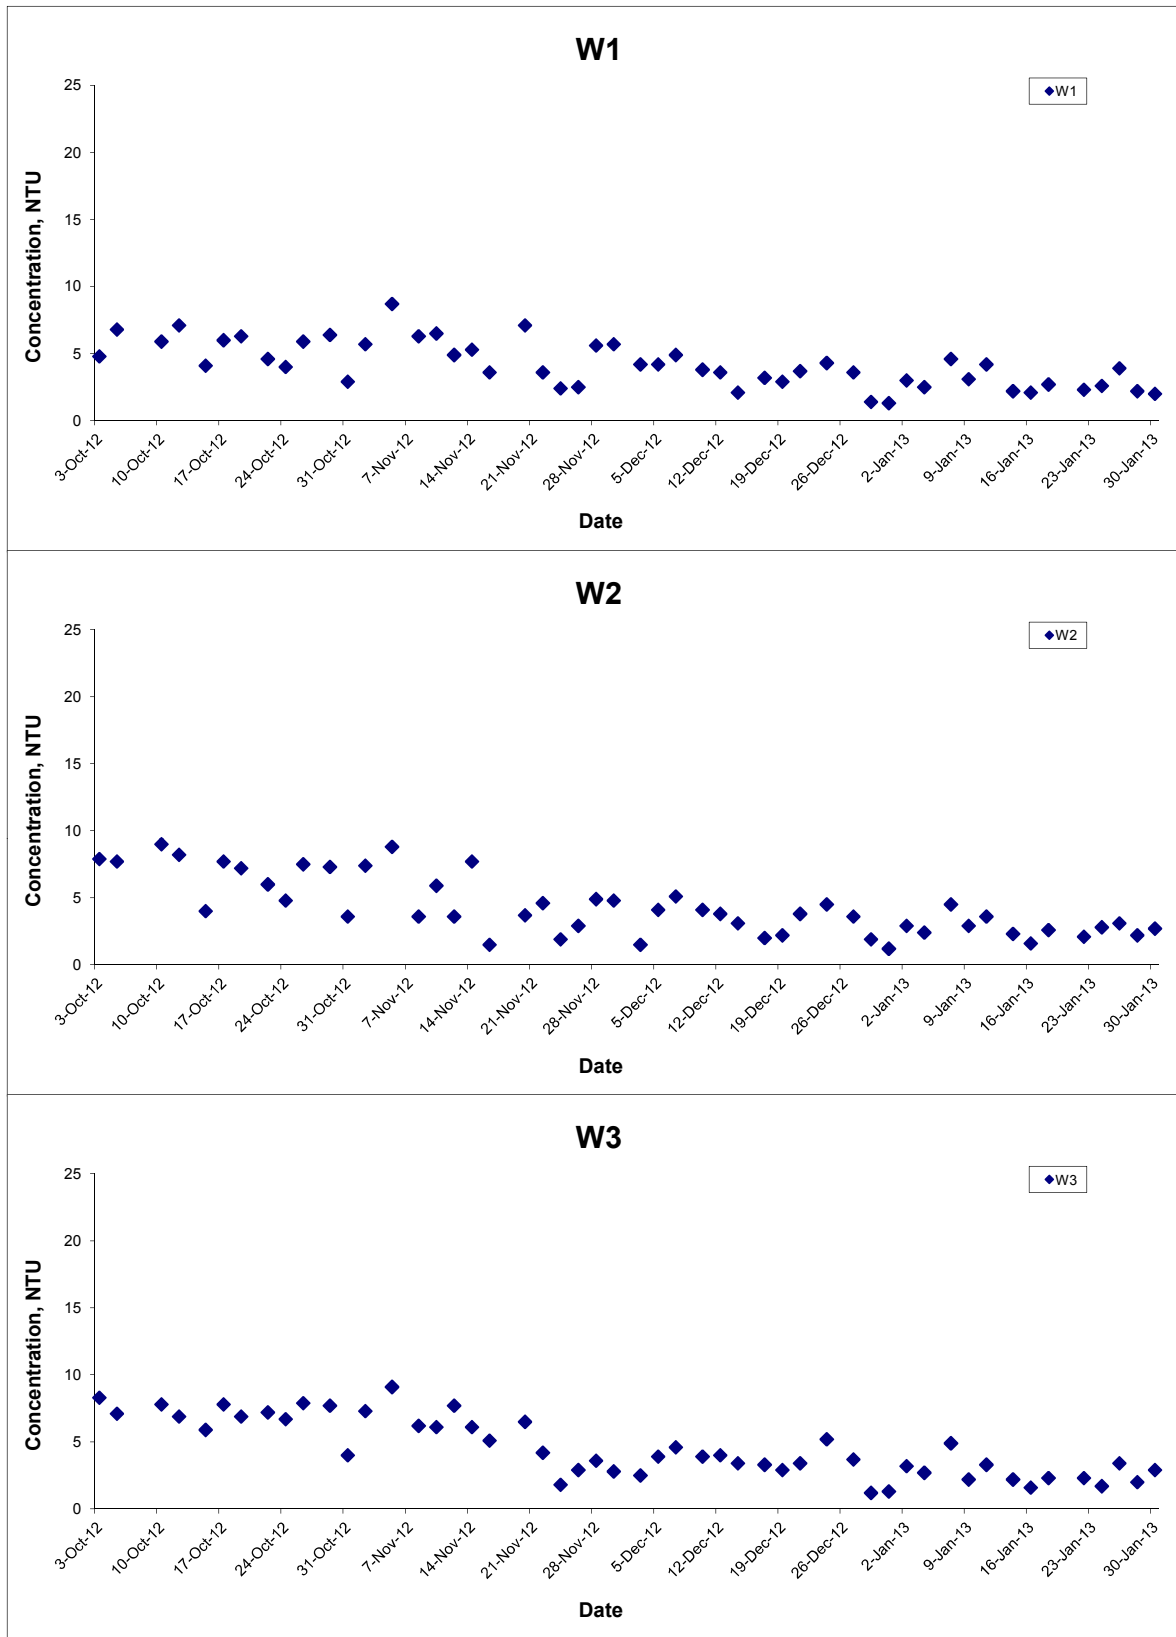 W1
W1
25
20
15
10
5
0
Concentration, NTU
3-Oct-12
10-Oct-12
17-Oct-12
24-Oct-12
31-Oct-12
7-Nov-12
14-Nov-12
21-Nov-12
28-Nov-12
5-Dec-12
12-Dec-12
19-Dec-12
26-Dec-12
2-Jan-13
9-Jan-13
16-Jan-13
23-Jan-13
30-Jan-13
Date
W2
W2
25
20
15
10
5
0
Concentration, NTU
3-Oct-12
10-Oct-12
17-Oct-12
24-Oct-12
31-Oct-12
7-Nov-12
14-Nov-12
21-Nov-12
28-Nov-12
5-Dec-12
12-Dec-12
19-Dec-12
26-Dec-12
2-Jan-13
9-Jan-13
16-Jan-13
23-Jan-13
30-Jan-13
Date
W3
W3
25
20
15
10
5
0
Concentration, NTU
3-Oct-12
10-Oct-12
17-Oct-12
24-Oct-12
31-Oct-12
7-Nov-12
14-Nov-12
21-Nov-12
28-Nov-12
5-Dec-12
12-Dec-12
19-Dec-12
26-Dec-12
2-Jan-13
9-Jan-13
16-Jan-13
23-Jan-13
30-Jan-13
Date